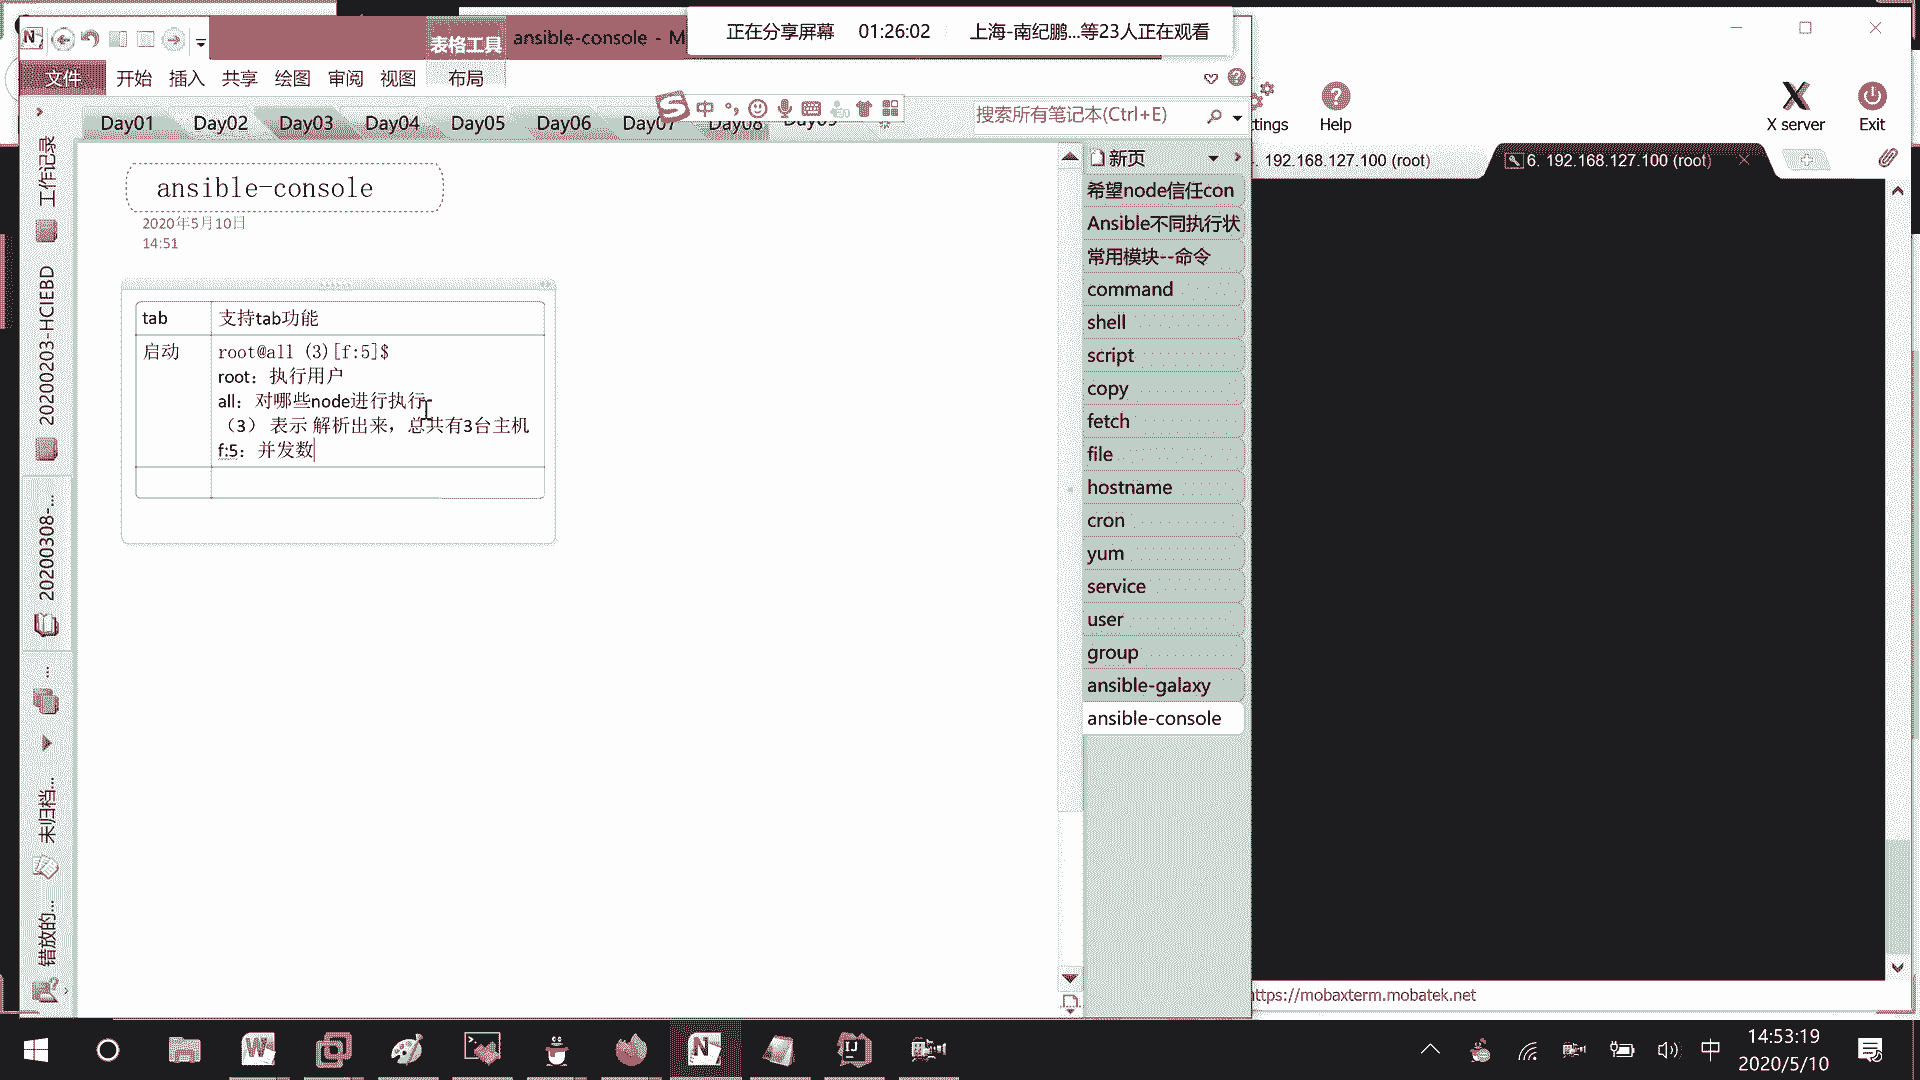 正在分享屏幕 01:26:02 上海-南纪鹏...等23人正在观看
表格工具 ansible-console - M
文件 开始 插入 共享 绘图 审阅 视图 布局
Day01 Day02 Day03 Day04 Day05 Day06 Day07 Day08
中
搜索所有笔记本(Ctrl+E)
Help
X server
Exit
192.168.127.100 (root)
6. 192.168.127.100 (root)
工作记录
20200203-HCIEBD
20200308-...
未归档...
错放的...
ansible-console
2020年5月10日
14:51
tab 支持tab功能
启动 root@all (3)[f:5]$
root：执行用户
all：对哪些node进行执行
（3） 表示 解析出来，总共有3台主机
f:5：并发数
新页
希望node信任con
Ansible不同执行状
常用模块--命令
command
shell
script
copy
fetch
file
hostname
cron
yum
service
user
group
ansible-galaxy
ansible-console
https://mobaxterm.mobatek.net
中
14:53:19
2020/5/10